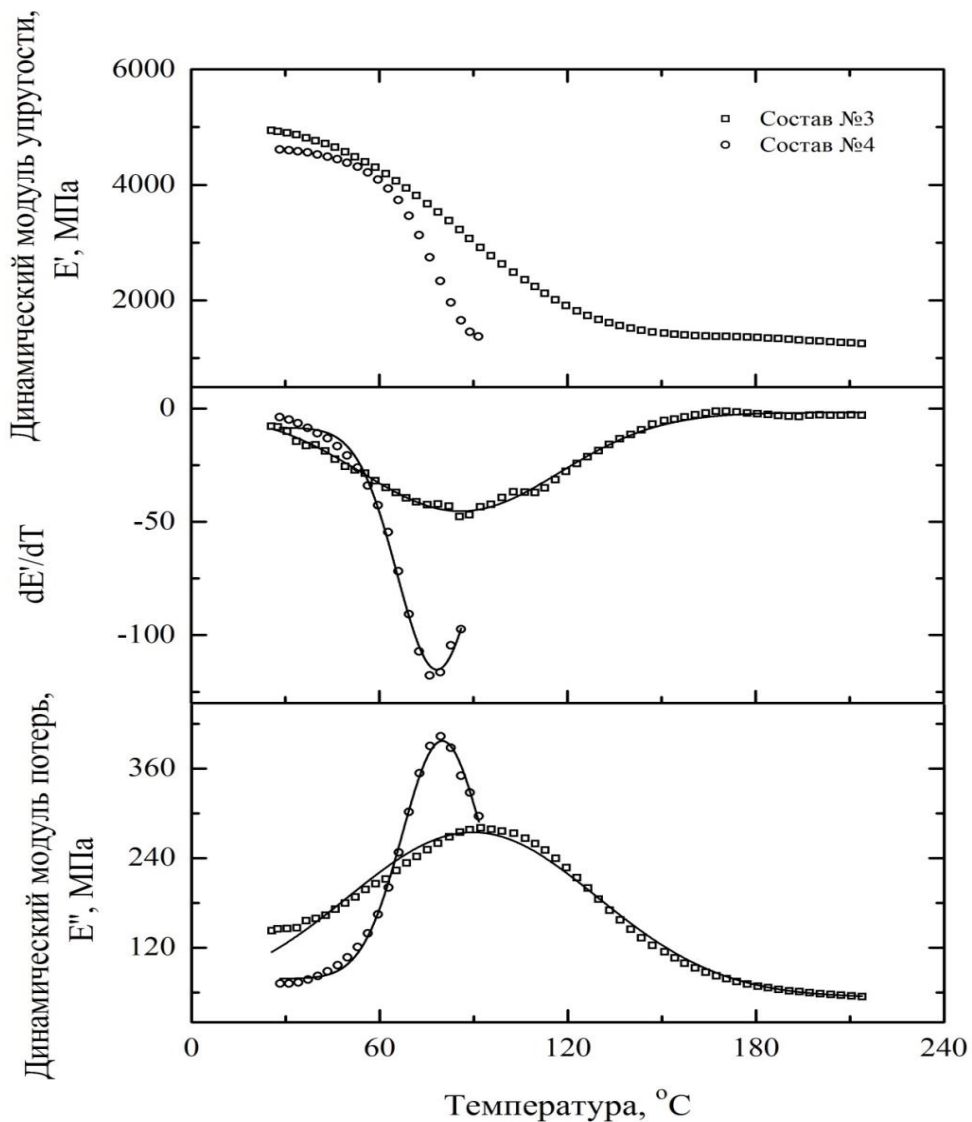 Динамический модуль упругости,
E', МПа
6000
4000
2000
Состав №3
Состав №4
dE'/dT
0
-50
-100
Динамический модуль потерь,
E", МПа
360
240
120
0
60
120
180
240
Температура, °C